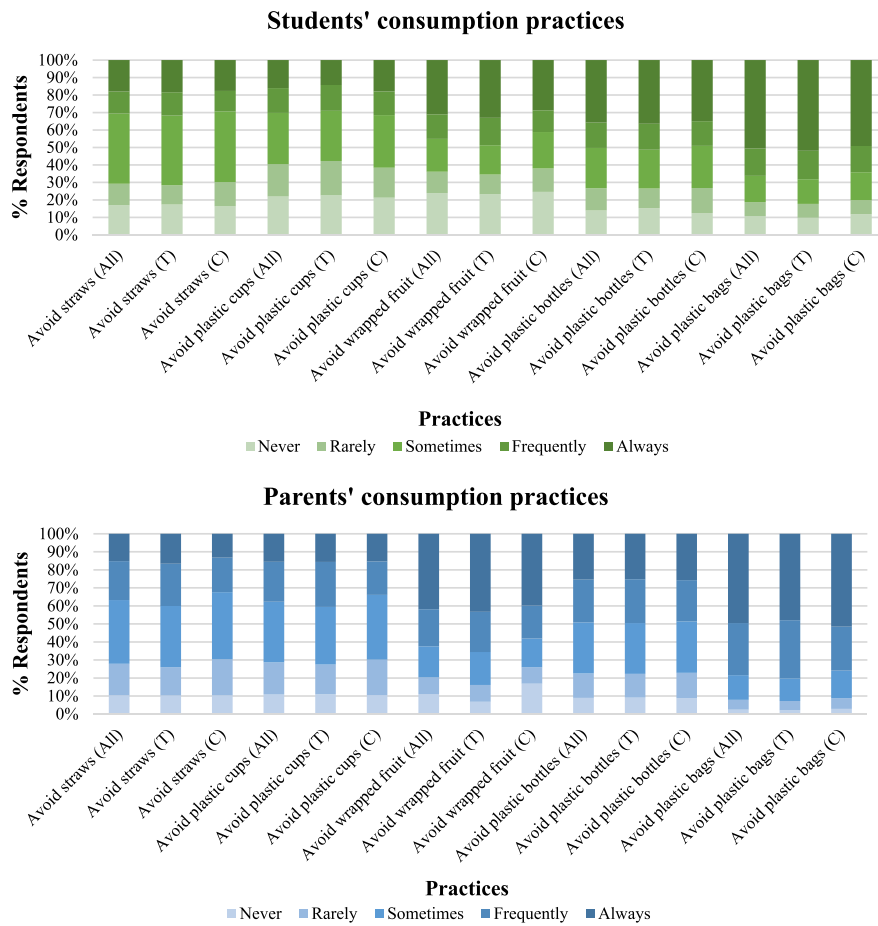 Students' consumption practices
% Respondents
100%
90%
80%
70%
60%
50%
40%
30%
20%
10%
0%
Avoid straws (All)
Avoid straws (T)
Avoid straws (C)
Avoid plastic cups (All)
Avoid plastic cups (T)
Avoid plastic cups (C)
Avoid wrapped fruit (All)
Avoid wrapped fruit (T)
Avoid wrapped fruit (C)
Avoid plastic bottles (All)
Avoid plastic bottles (T)
Avoid plastic bottles (C)
Avoid plastic bags (All)
Avoid plastic bags (T)
Avoid plastic bags (C)
Practices
Never Rarely Sometimes Frequently Always
Parents' consumption practices
% Respondents
100%
90%
80%
70%
60%
50%
40%
30%
20%
10%
0%
Avoid straws (All)
Avoid straws (T)
Avoid straws (C)
Avoid plastic cups (All)
Avoid plastic cups (T)
Avoid plastic cups (C)
Avoid wrapped fruit (All)
Avoid wrapped fruit (T)
Avoid wrapped fruit (C)
Avoid plastic bottles (All)
Avoid plastic bottles (T)
Avoid plastic bottles (C)
Avoid plastic bags (All)
Avoid plastic bags (T)
Avoid plastic bags (C)
Practices
Never Rarely Sometimes Frequently Always